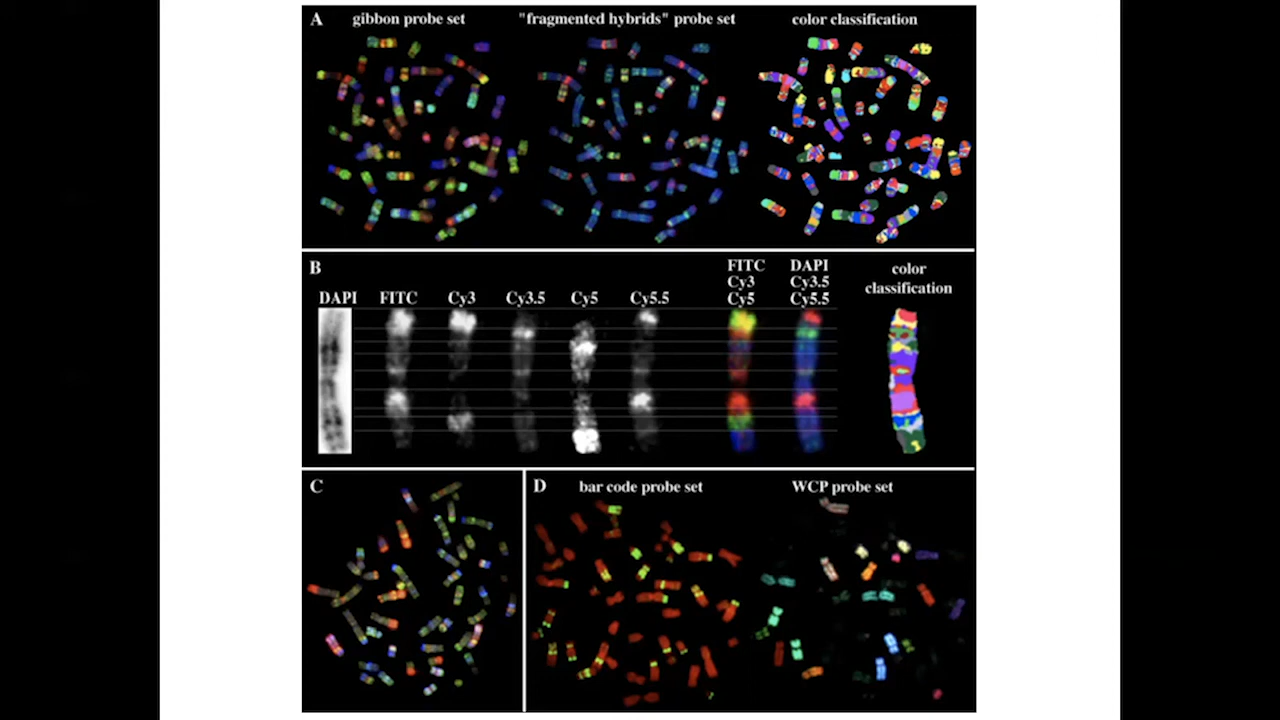 A
gibbon probe set
"fragmented hybrids" probe set
color classification
B
DAPI
FITC
Cy3
Cy3.5
Cy5
Cy5.5
FITC
Cy3
Cy5
DAPI
Cy3.5
Cy5.5
color
classification
C
D
bar code probe set
WCP probe set